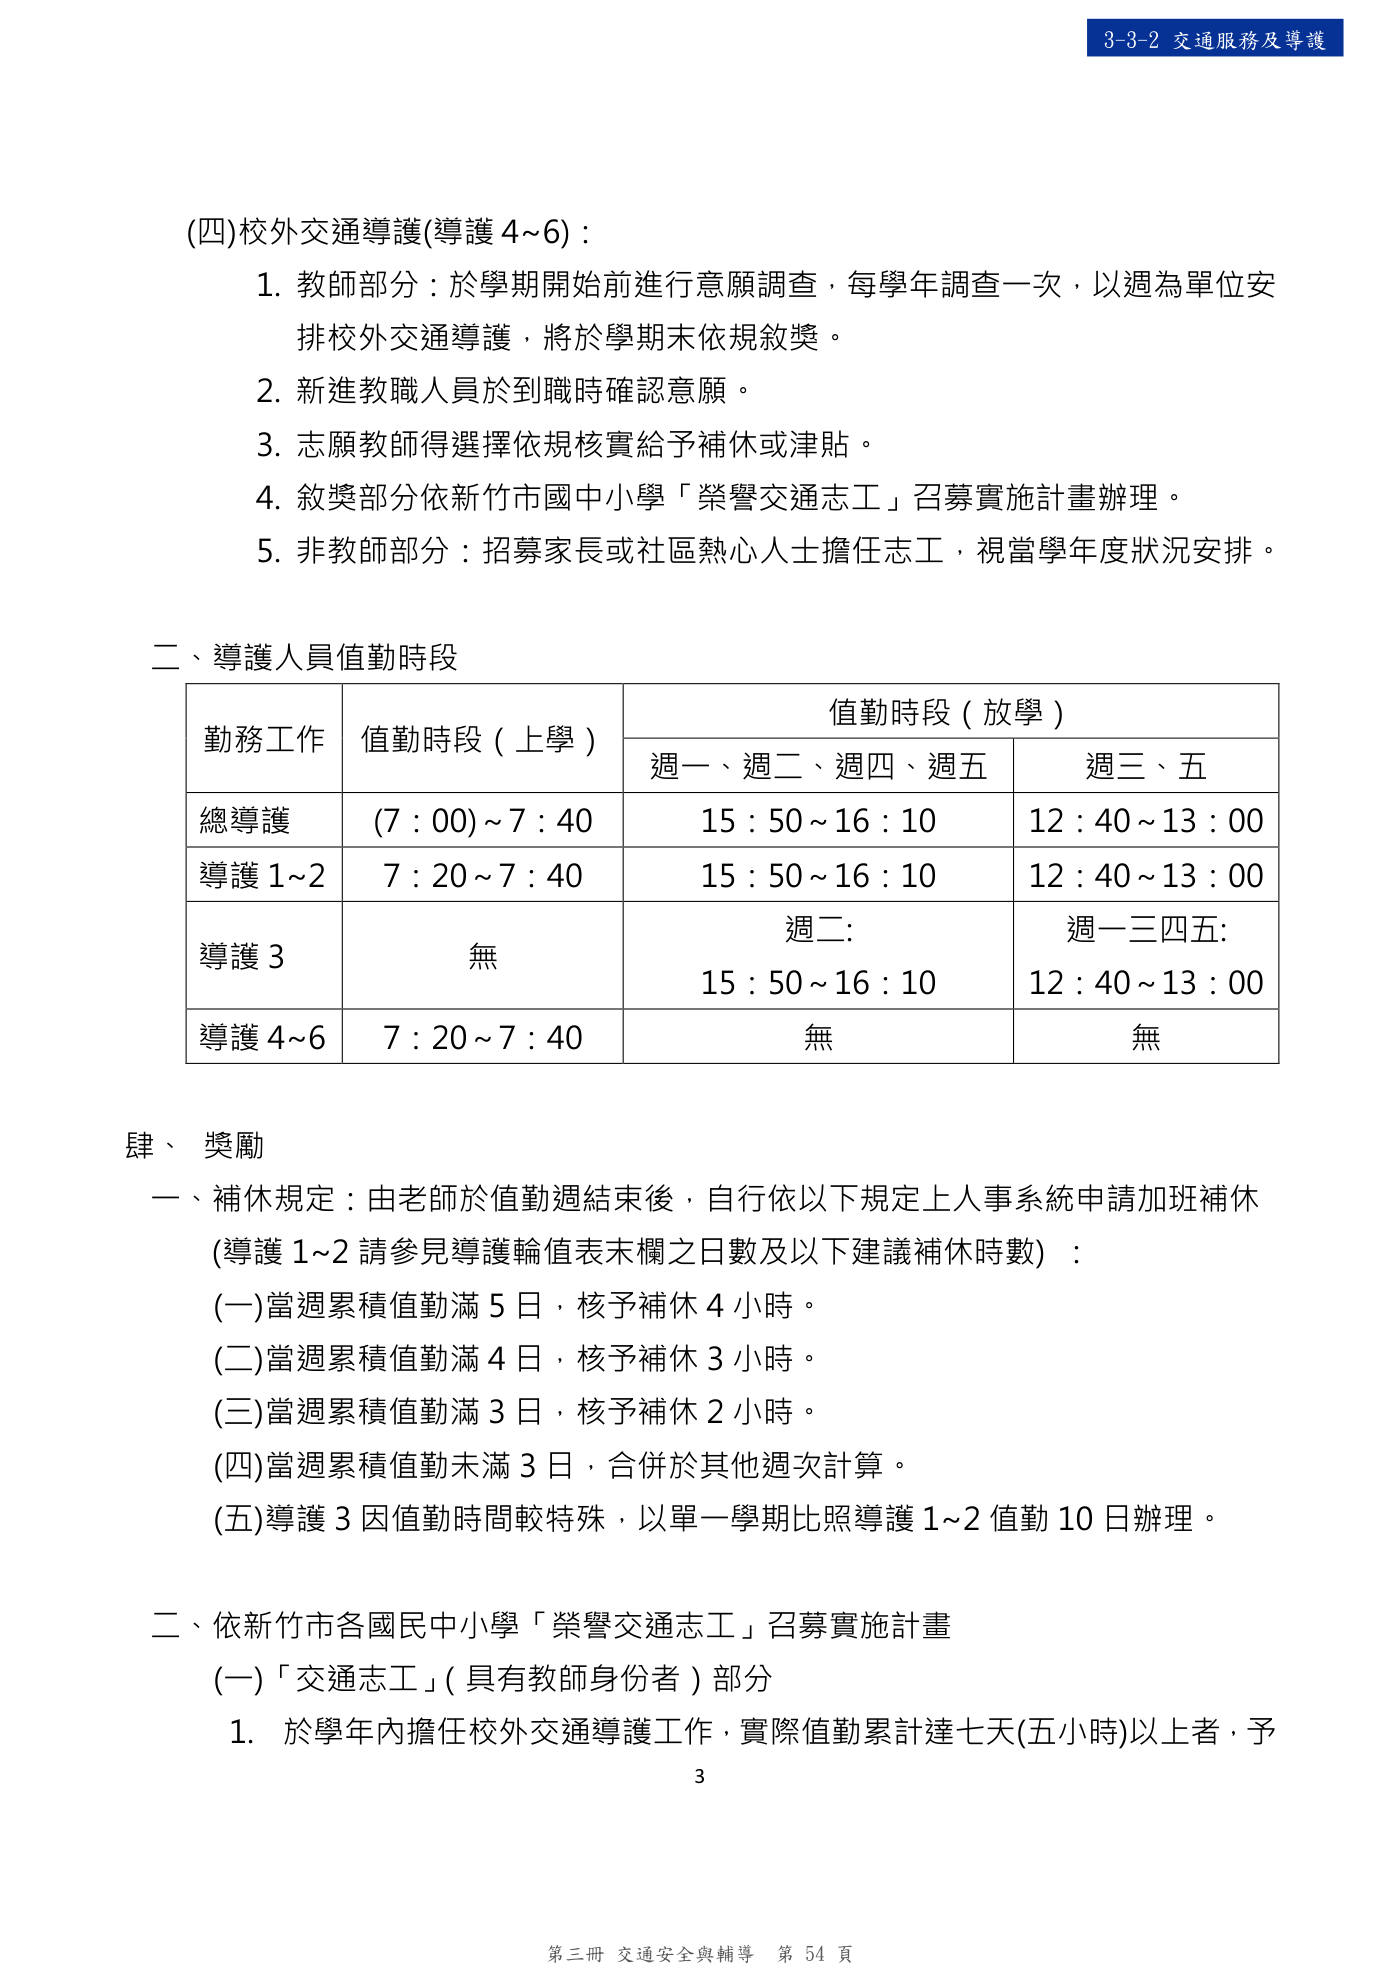 3-3-2 交通服務及導護
(四)校外交通導護(導護 4~6)：
1. 教師部分：於學期開始前進行意願調查，每學年調查一次，以週為單位安
排校外交通導護，將於學期末依規敘獎。
2. 新進教職人員於到職時確認意願。
3. 志願教師得選擇依規核實給予補休或津貼。
4. 敘獎部分依新竹市國中小學「榮譽交通志工」召募實施計畫辦理。
5. 非教師部分：招募家長或社區熱心人士擔任志工，視當學年度狀況安排。
二、導護人員值勤時段
勤務工作 值勤時段（上學） 值勤時段（放學）
週一、週二、週四、週五 週三、五
總導護 (7：00)~7：40 15：50~16：10 12：40~13：00
導護 1~2 7：20~7：40 15：50~16：10 12：40~13：00
導護 3 無 週二: 週一三四五:
15：50~16：10 12：40~13：00
導護 4~6 7：20~7：40 無 無
肆、 獎勵
一、補休規定：由老師於值勤週結束後，自行依以下規定上人事系統申請加班補休
(導護 1~2 請參見導護輪值表末欄之日數及以下建議補休時數) ：
(一)當週累積值勤滿 5 日，核予補休 4 小時。
(二)當週累積值勤滿 4 日，核予補休 3 小時。
(三)當週累積值勤滿 3 日，核予補休 2 小時。
(四)當週累積值勤未滿 3 日，合併於其他週次計算。
(五)導護 3 因值勤時間較特殊，以單一學期比照導護 1~2 值勤 10 日辦理。
二、依新竹市各國民中小學「榮譽交通志工」召募實施計畫
(一)「交通志工」(具有教師身份者)部分
1. 於學年內擔任校外交通導護工作，實際值勤累計達七天(五小時)以上者，予
3
第三冊 交通安全與輔導 第 54 頁